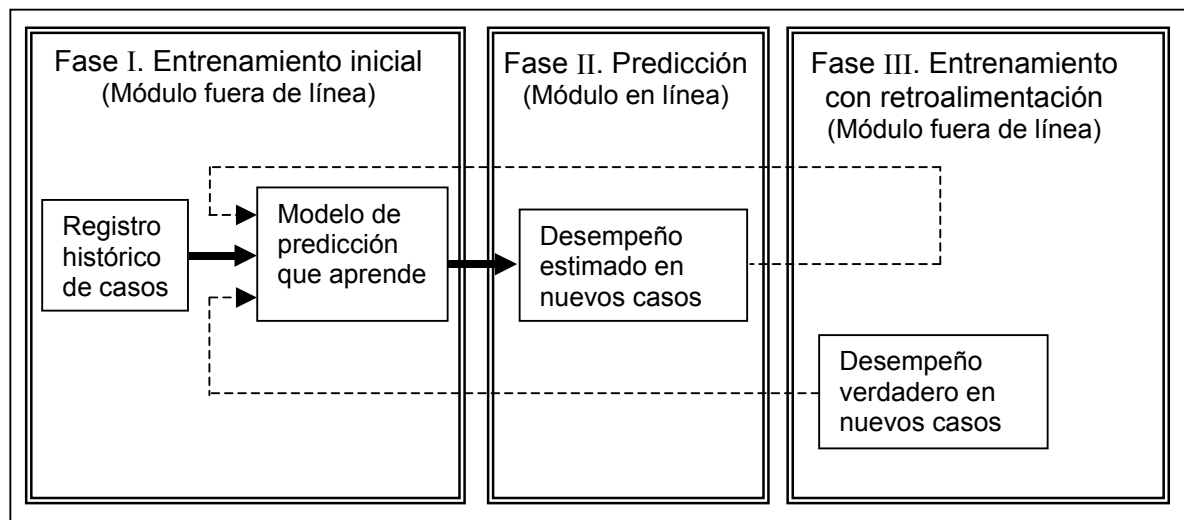 Fase I. Entrenamiento inicial
(Módulo fuera de línea)
Registro
histórico
de casos
Modelo de
predicción
que aprende
Fase II. Predicción
(Módulo en línea)
Desempeño
estimado en
nuevos casos
Fase III. Entrenamiento
con retroalimentación
(Módulo fuera de línea)
Desempeño
verdadero en
nuevos casos